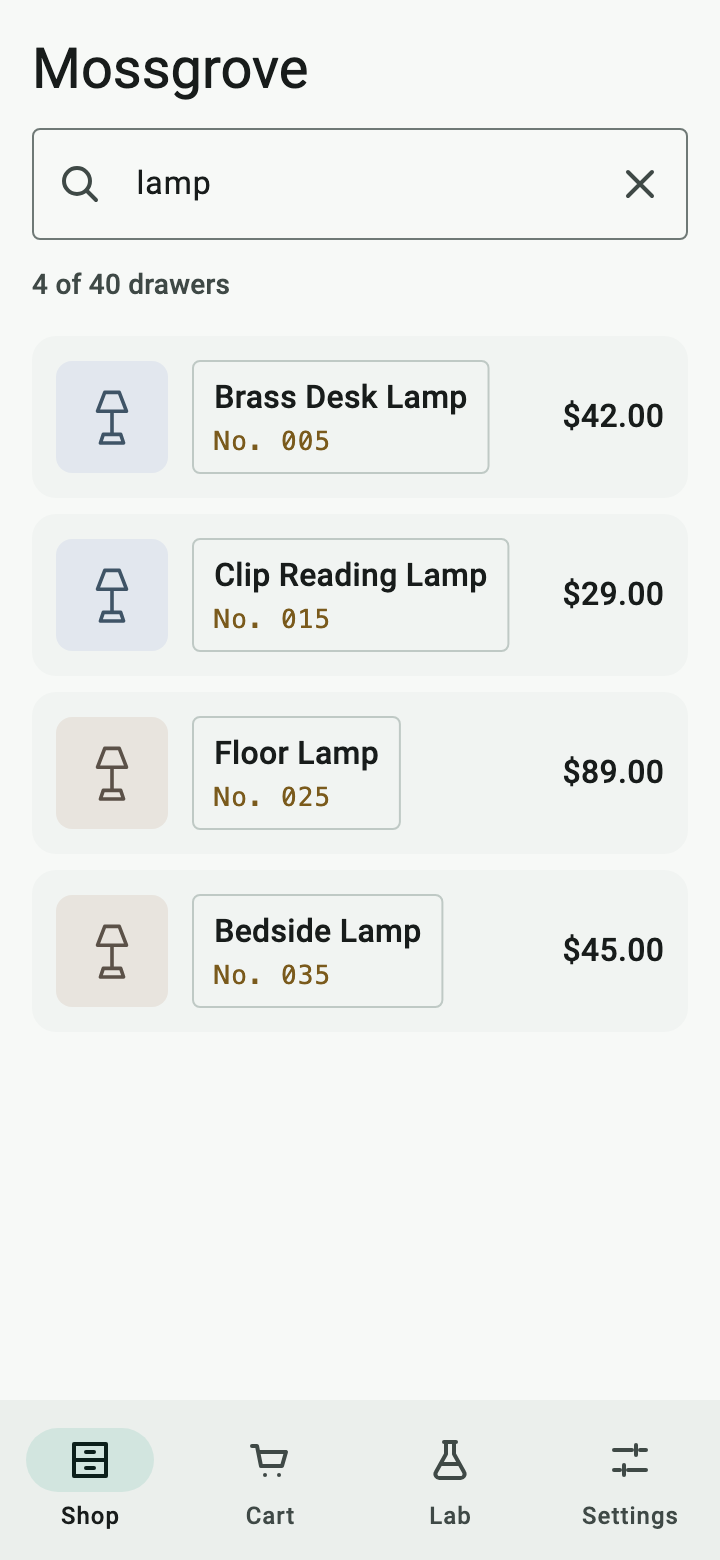 Mossgrove
lamp
4 of 40 drawers
Brass Desk Lamp
No. 005
$42.00
Clip Reading Lamp
No. 015
$29.00
Floor Lamp
No. 025
$89.00
Bedside Lamp
No. 035
$45.00
Shop
Cart
Lab
Settings